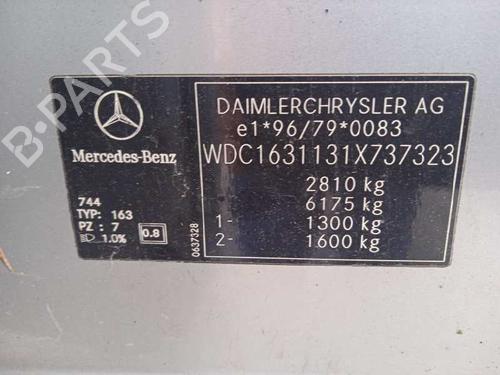 B-PARTS
DAIMLERCHRYSLER AG
e1*96/79*0083
WDC1631131X737323
2810 kg
6175 kg
1- 1300 kg
2- 1600 kg
Mercedes-Benz
744
TYP: 163
PZ : 7
1.0%
0.8
0637328